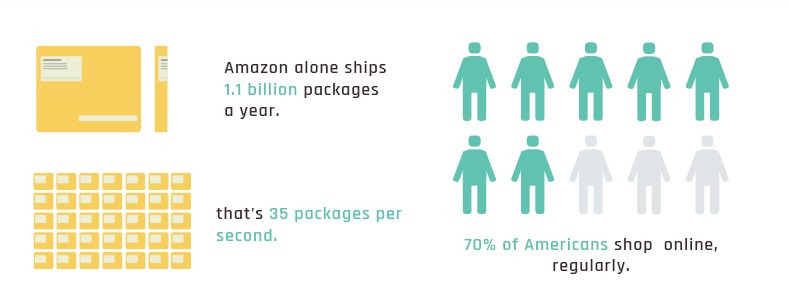 Amazon alone ships
1.1 billion packages
a year.
that's 35 packages per
second.
70% of Americans shop online,
regularly.